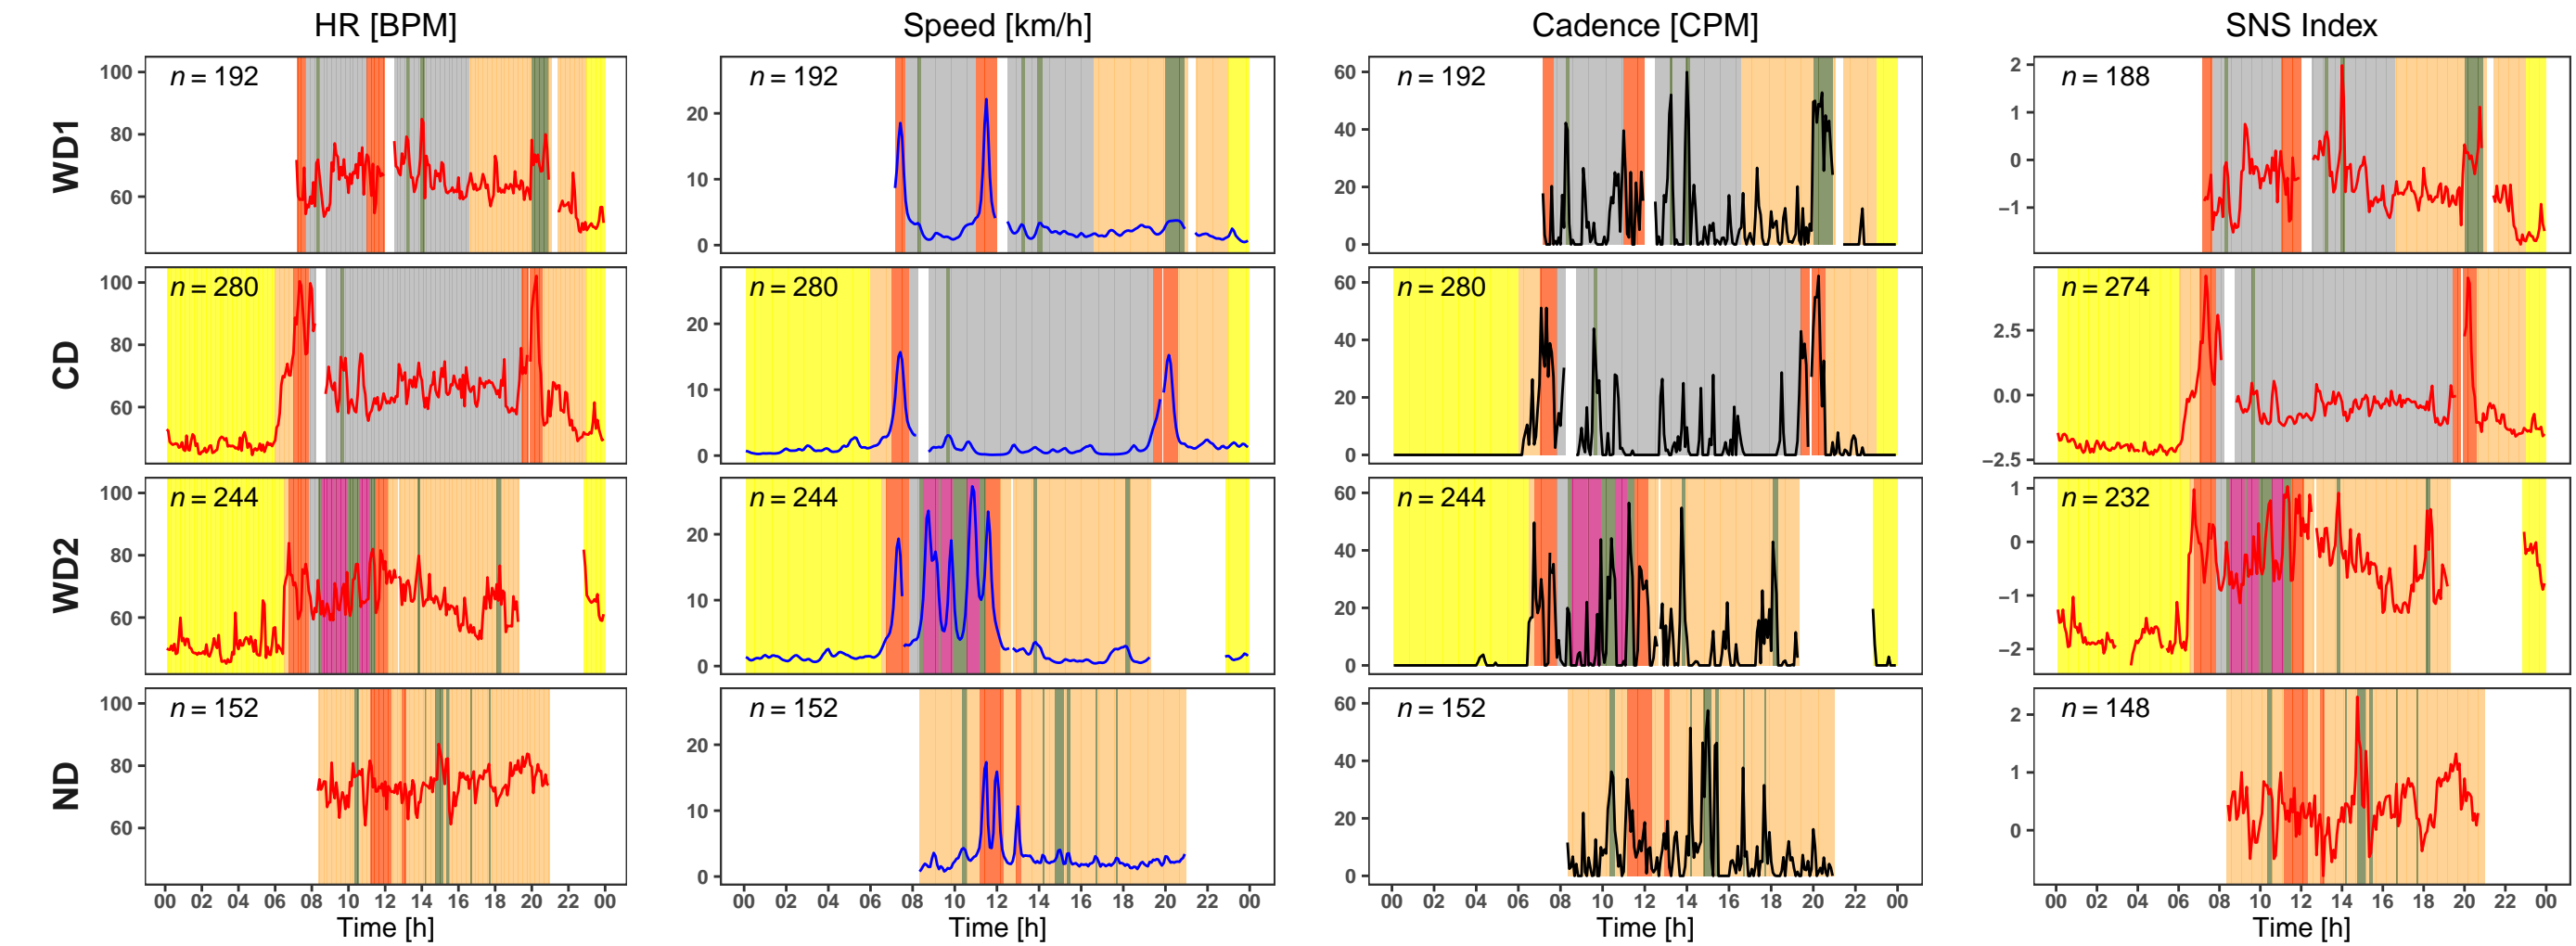 HR [BPM] Speed [km/h] Cadence [CPM] SNS Index
WD1
100
80
60
n = 192
20
10
0
n = 192
60
40
20
0
n = 192
2
1
0
−1
n = 188
CD
100
80
60
n = 280
20
10
0
n = 280
60
40
20
0
n = 280
2.5
0.0
−2.5
n = 274
WD2
100
80
60
n = 244
20
10
0
n = 244
60
40
20
0
n = 244
1
0
−1
−2
n = 232
ND
100
80
60
n = 152
20
10
0
n = 152
60
40
20
0
n = 152
2
1
0
n = 148
00 02 04 06 08 10 12 14 16 18 20 22 00
00 02 04 06 08 10 12 14 16 18 20 22 00
00 02 04 06 08 10 12 14 16 18 20 22 00
00 02 04 06 08 10 12 14 16 18 20 22 00
Time [h] Time [h] Time [h] Time [h]